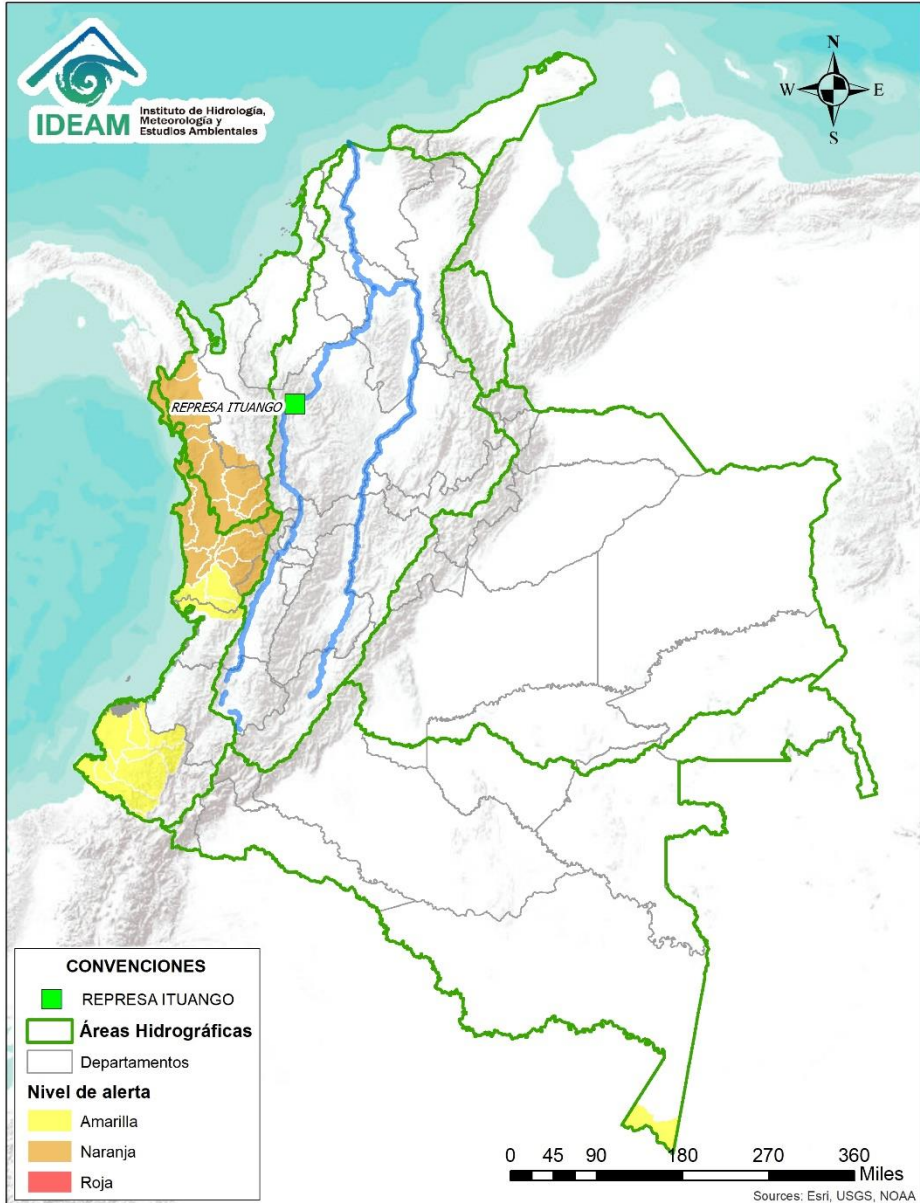 IDEAM
Instituto de Hidrología,
Meteorología y
Estudios Ambientales
N
W
E
S
REPRESA ITUANGO
CONVENCIONES
REPRESA ITUANGO
Áreas Hidrográficas
Departamentos
Nivel de alerta
Amarilla
Naranja
Roja
0 45 90 180 270 360
Miles
Sources: Esri, USGS, NOAA